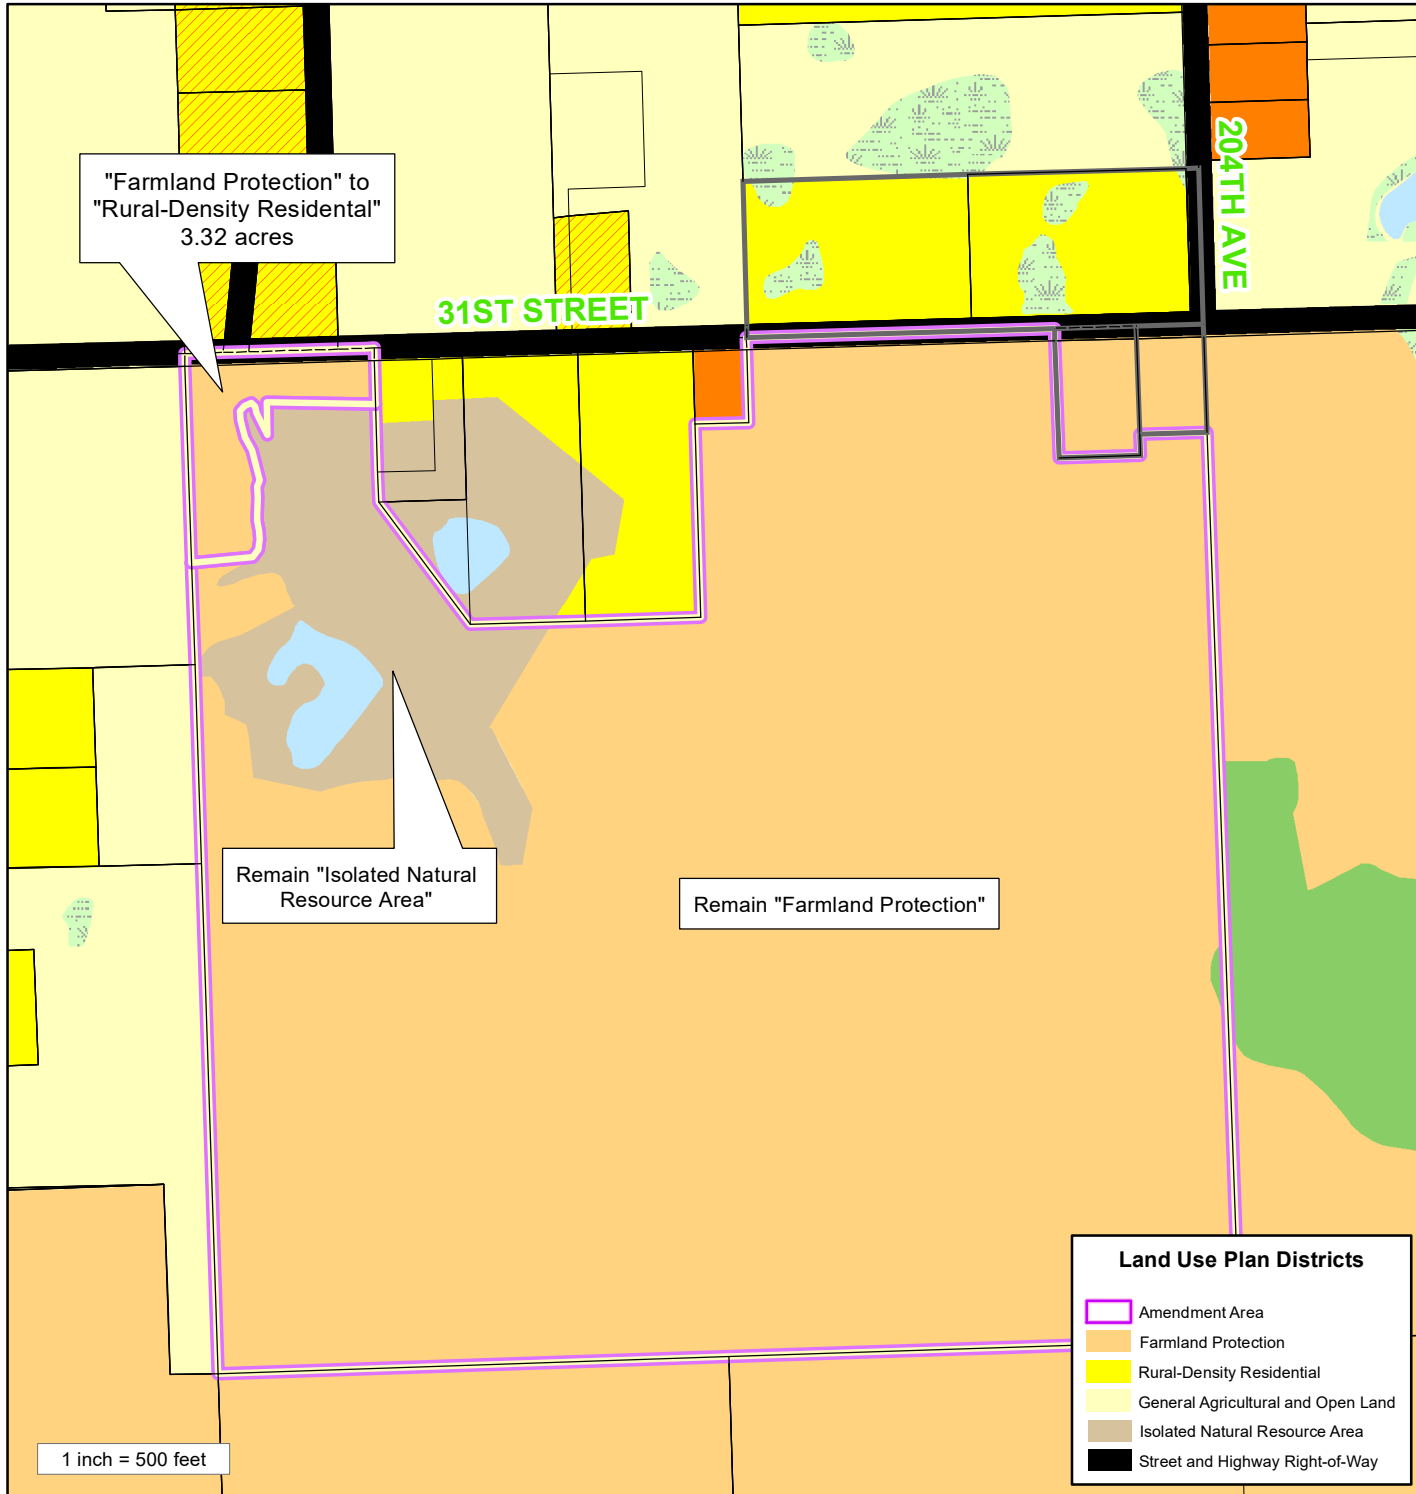 204TH AVE
"Farmland Protection" to
"Rural-Density Residental"
3.32 acres
31ST STREET
Remain "Isolated Natural
Resource Area"
Remain "Farmland Protection"
Land Use Plan Districts
Amendment Area
Farmland Protection
Rural-Density Residential
General Agricultural and Open Land
Isolated Natural Resource Area
Street and Highway Right-of-Way
1 inch = 500 feet